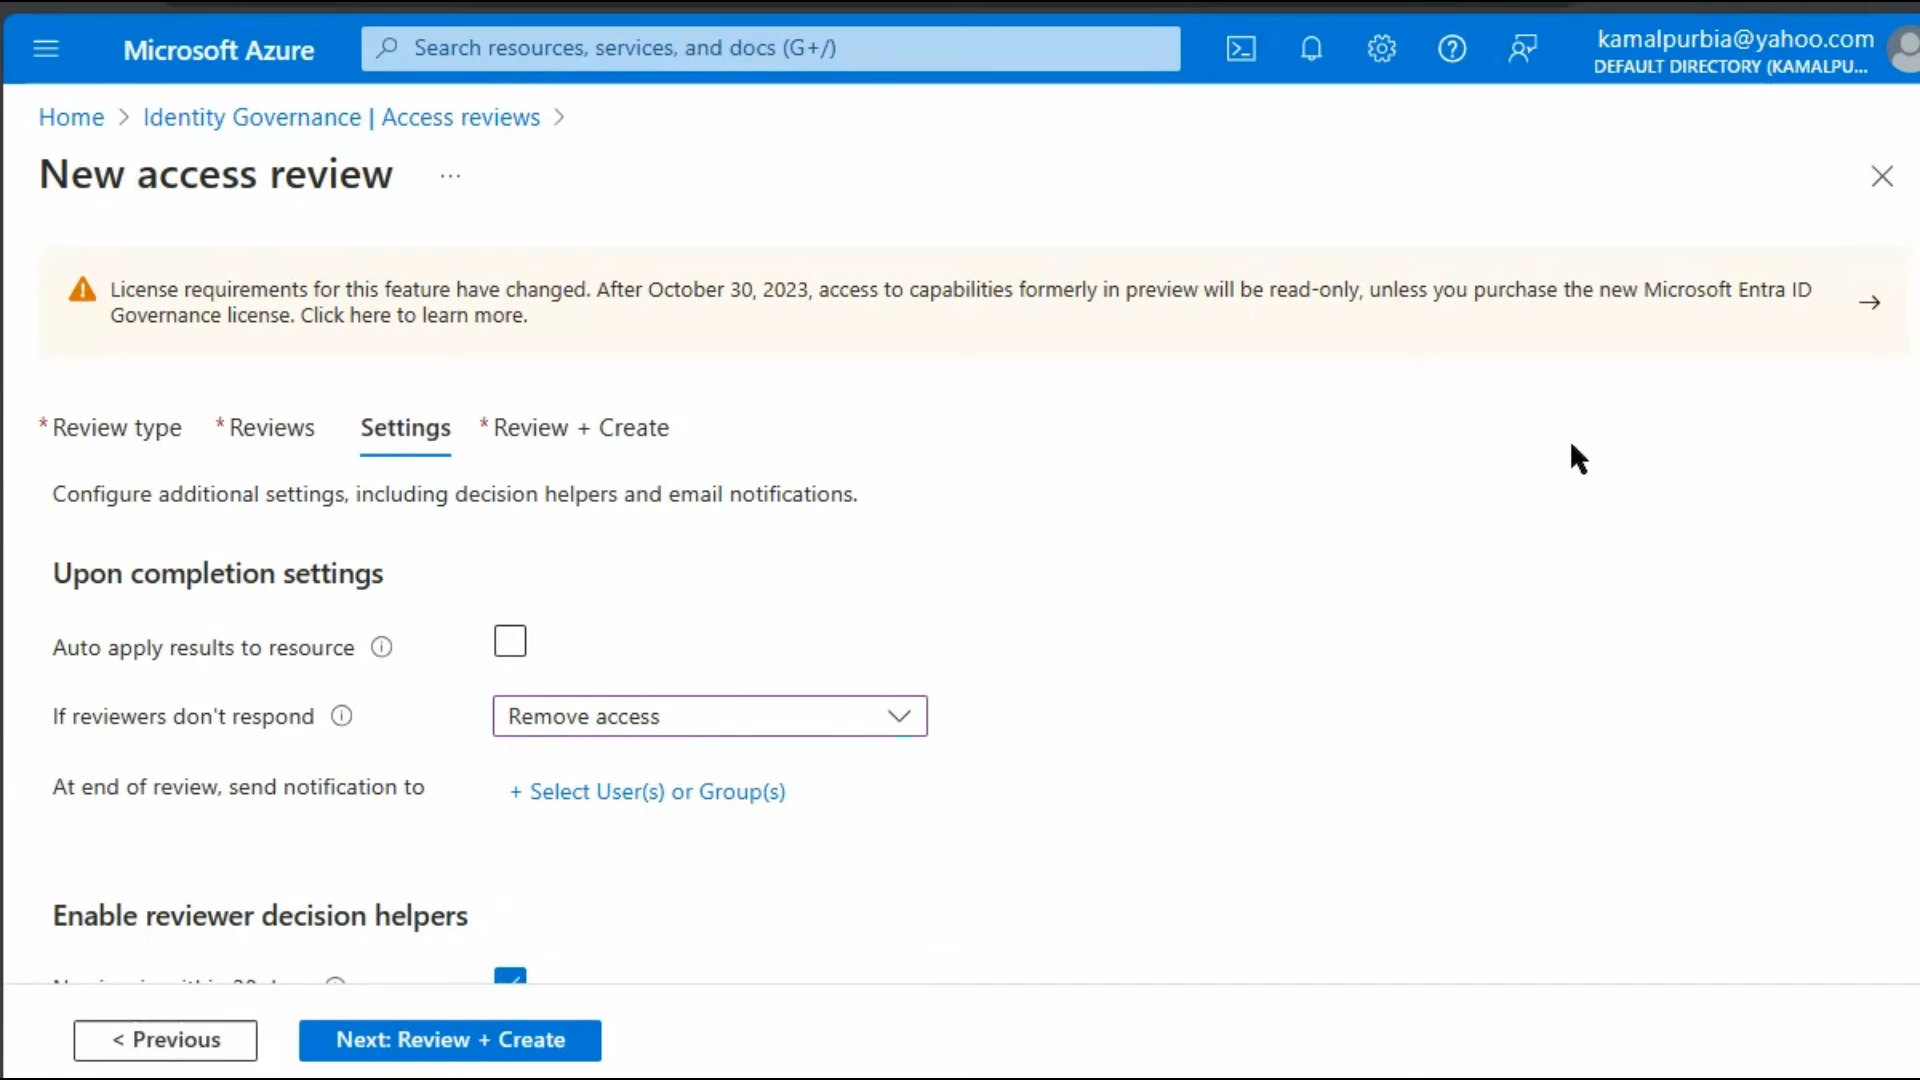 Microsoft Azure
Search resources, services, and docs (G+/)
kamalpurbia@yahoo.com
DEFAULT DIRECTORY (KAMALPU...
Home > Identity Governance | Access reviews >
New access review ...
License requirements for this feature have changed. After October 30, 2023, access to capabilities formerly in preview will be read-only, unless you purchase the new Microsoft Entra ID
Governance license. Click here to learn more.
* Review type * Reviews Settings * Review + Create
Configure additional settings, including decision helpers and email notifications.
Upon completion settings
Auto apply results to resource
If reviewers don't respond Remove access
At end of review, send notification to + Select User(s) or Group(s)
Enable reviewer decision helpers
< Previous Next: Review + Create